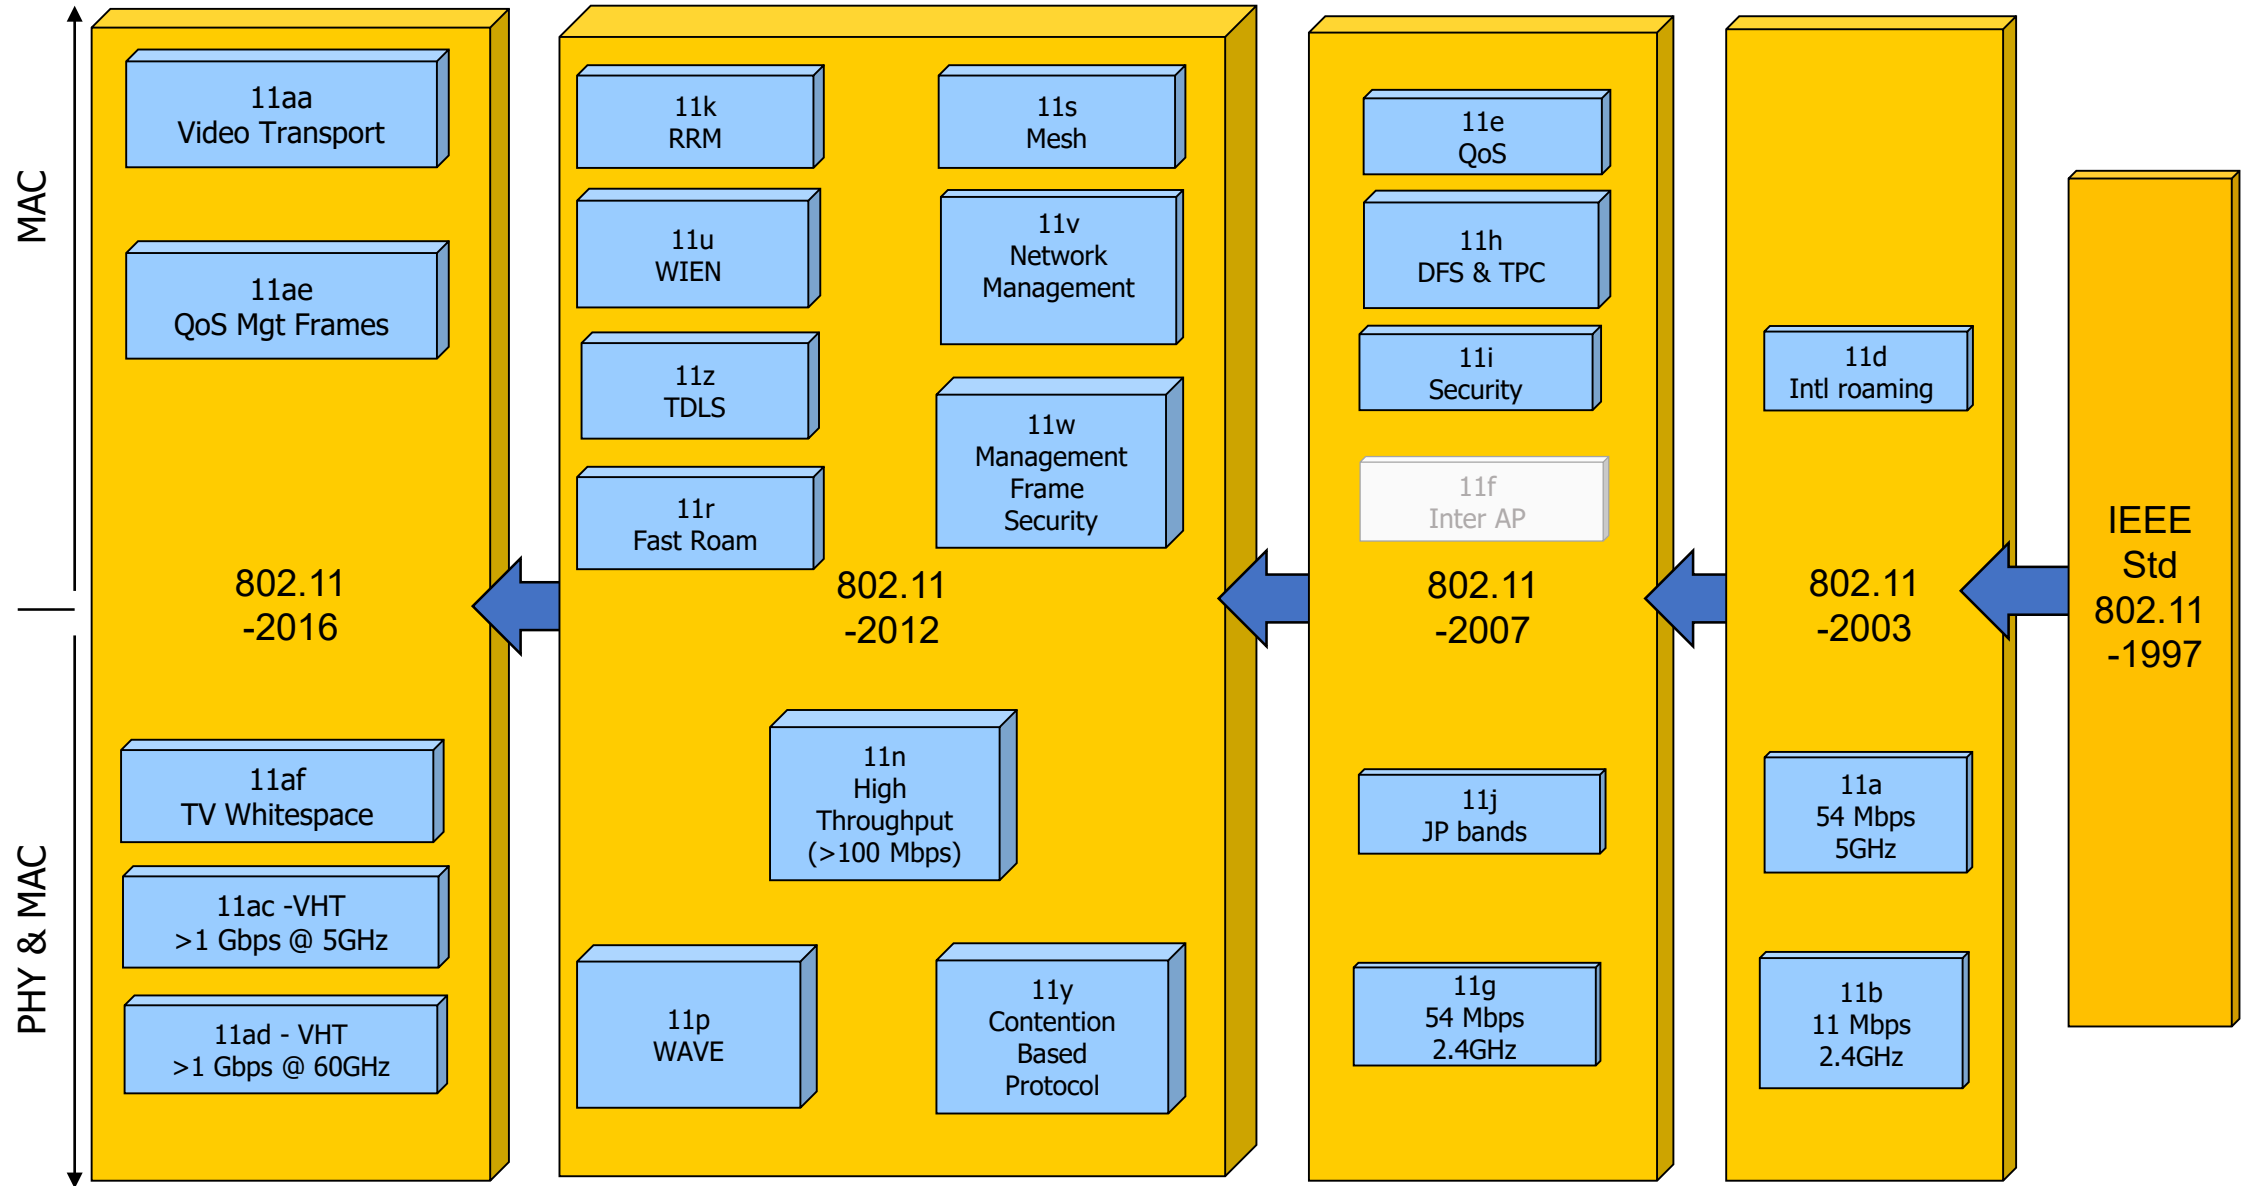 MAC
PHY & MAC
11aa
Video Transport
11ae
QoS Mgt Frames
802.11
-2016
11af
TV Whitespace
11ac -VHT
>1 Gbps @ 5GHz
11ad - VHT
>1 Gbps @ 60GHz
11k
RRM
11s
Mesh
11u
WIEN
11v
Network
Management
11z
TDLS
11w
Management
Frame
Security
11r
Fast Roam
802.11
-2012
11n
High
Throughput
(>100 Mbps)
11p
WAVE
11y
Contention
Based
Protocol
11e
QoS
11h
DFS & TPC
11i
Security
11f
Inter AP
802.11
-2007
11j
JP bands
11g
54 Mbps
2.4GHz
11d
Intl roaming
802.11
-2003
11a
54 Mbps
5GHz
11b
11 Mbps
2.4GHz
IEEE
Std
802.11
-1997